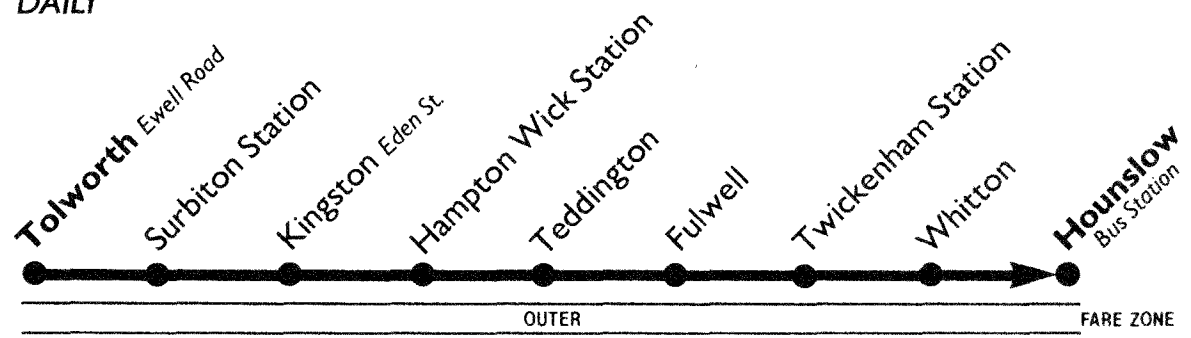 DAILY
Tolworth Ewell Road
Surbiton Station
Kingston Eden St.
Hampton Wick Station
Teddington
Fulwell
Twickenham Station
Whitton
Hounslow
Bus Station
OUTER
FARE ZONE